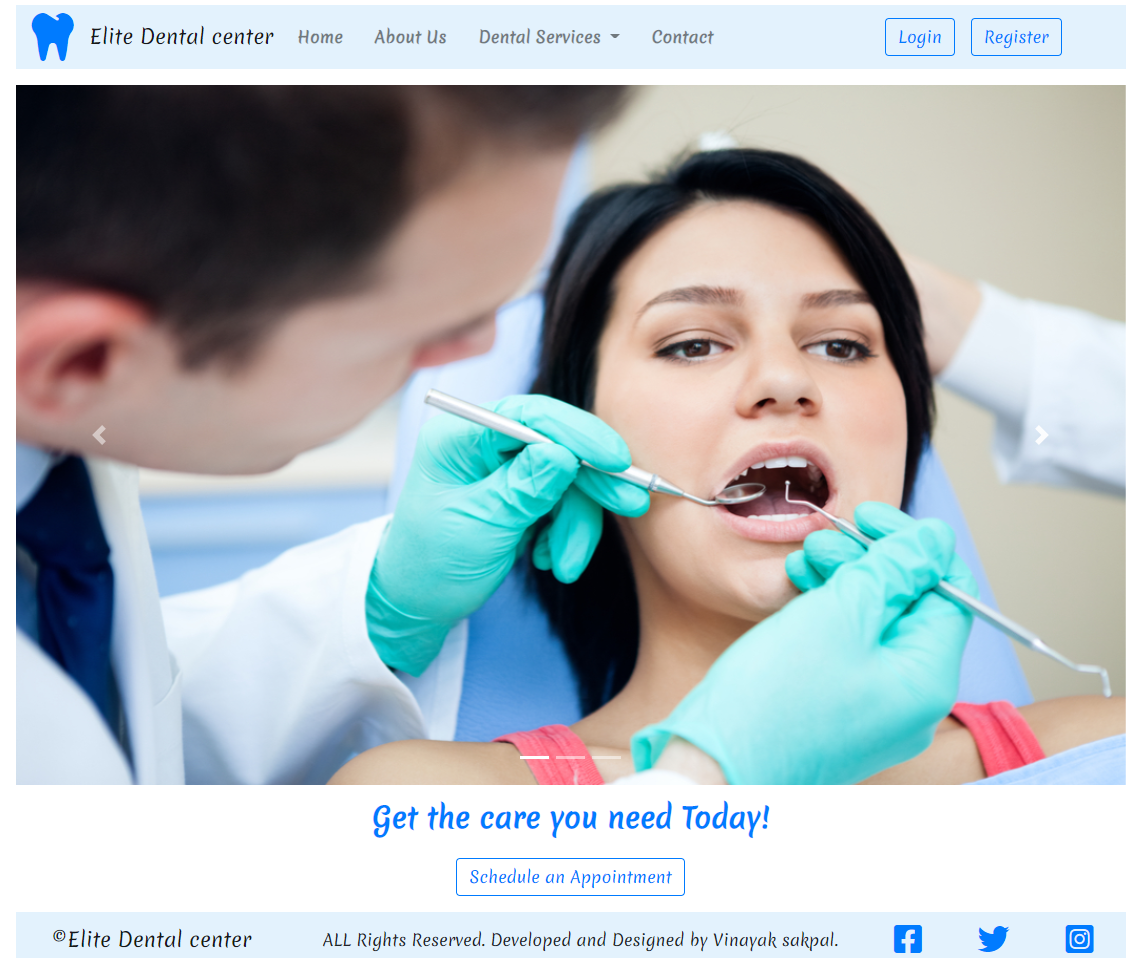 Elite Dental center Home About Us Dental Services Contact Login Register
Get the care you need Today!
Schedule an Appointment
©Elite Dental center ALL Rights Reserved. Developed and Designed by Vinayak sakpal.